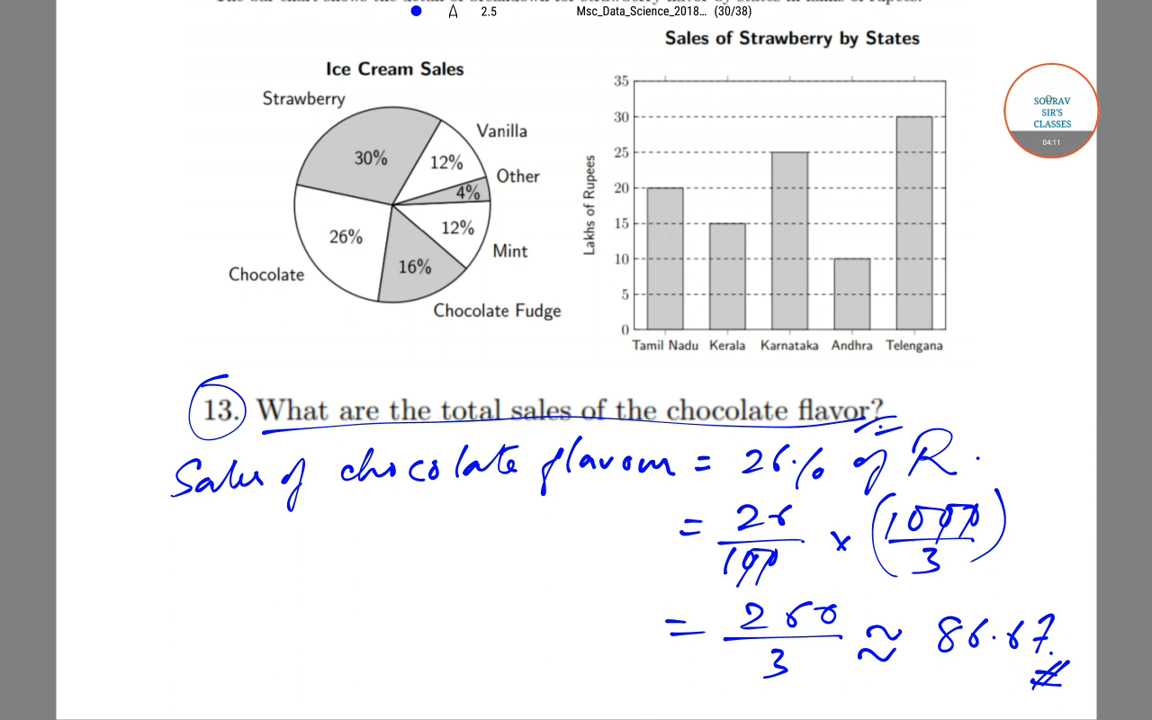 2.5 Msc_Data_Science_2018... (30/38)
Sales of Strawberry by States
Ice Cream Sales
Strawberry
Vanilla
Other
Mint
Chocolate Fudge
Chocolate
30%
12%
4%
12%
16%
26%
Lakhs of Rupees
35
30
25
20
15
10
5
0
Tamil Nadu Kerala Karnataka Andhra Telengana
SOURAV
SIR'S
CLASSES
04:11
13. What are the total sales of the chocolate flavor?
Sales of chocolate flavour = 26% of R.
= 26/100 × (1000/3)
= 260/3 ≈ 86.67